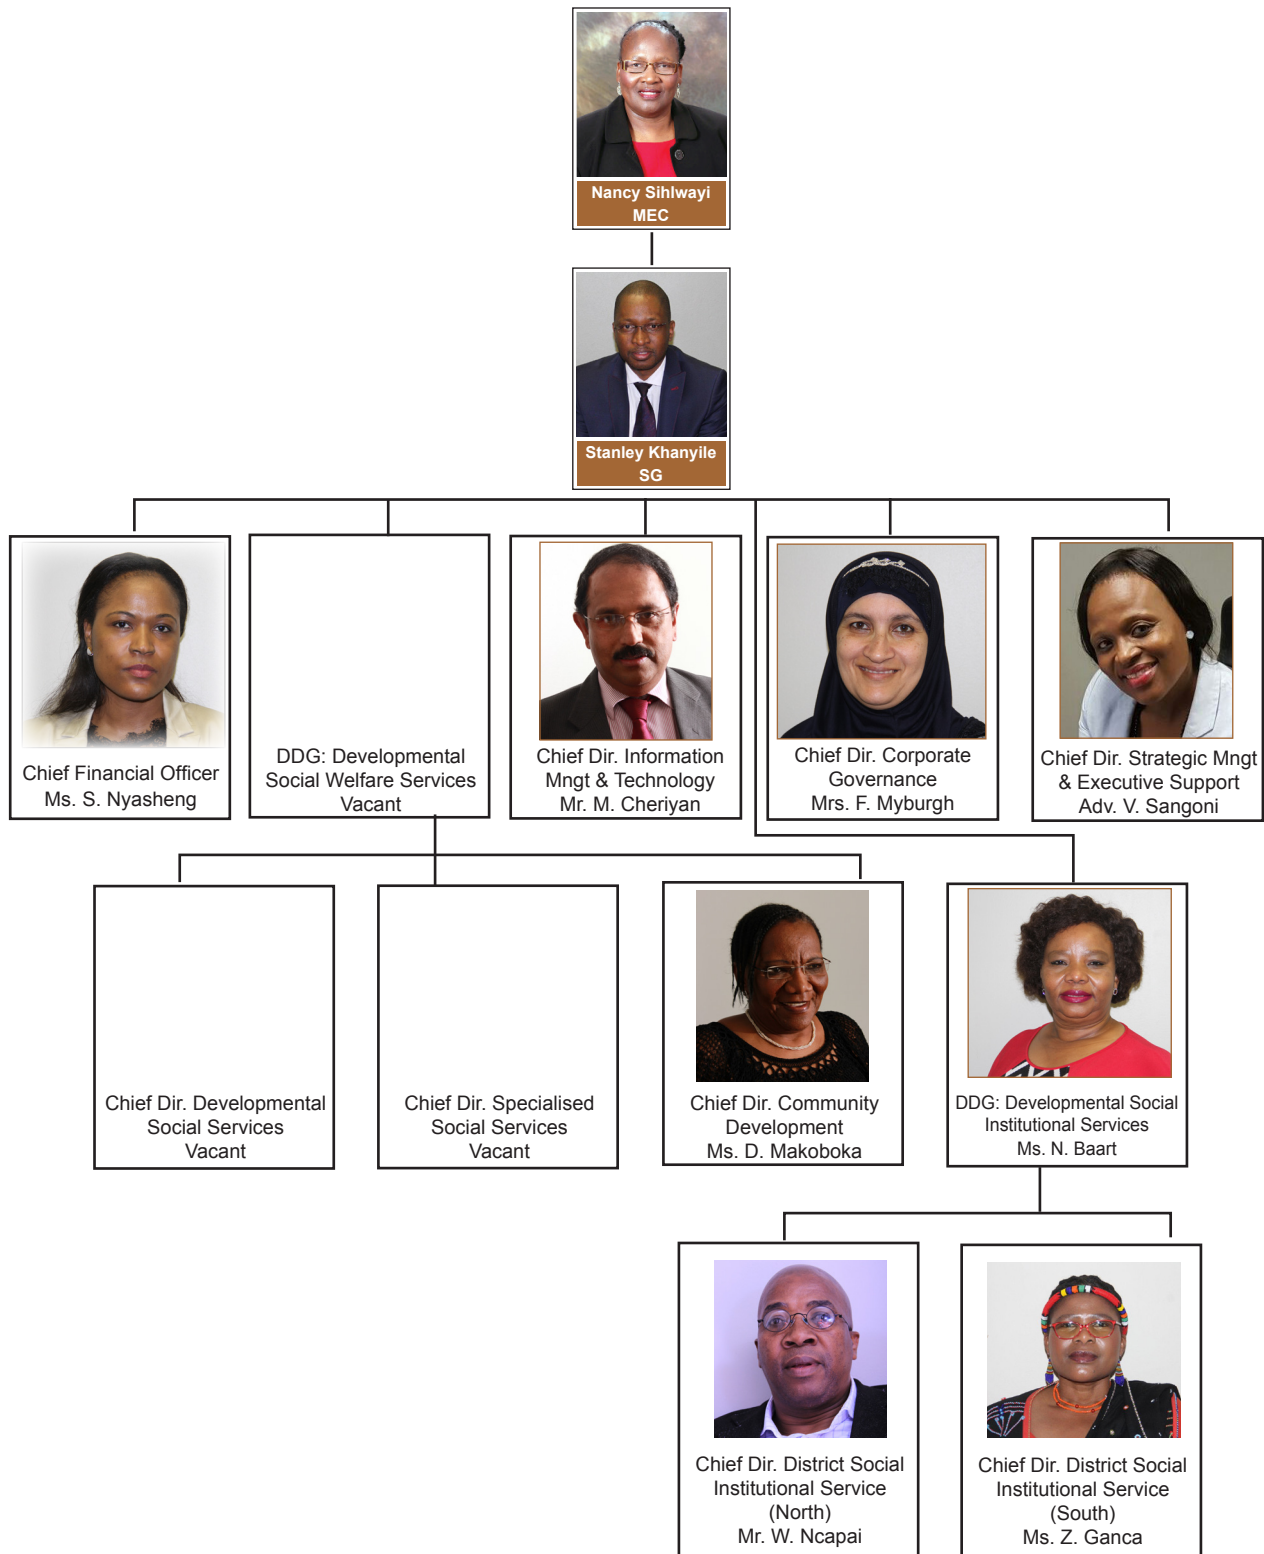 Nancy Sihlwayi
MEC
Stanley Khanyile
SG
Chief Financial Officer
Ms. S. Nyasheng
DDG: Developmental
Social Welfare Services
Vacant
Chief Dir. Information
Mngt & Technology
Mr. M. Cheriyan
Chief Dir. Corporate
Governance
Mrs. F. Myburgh
Chief Dir. Strategic Mngt
& Executive Support
Adv. V. Sangoni
Chief Dir. Developmental
Social Services
Vacant
Chief Dir. Specialised
Social Services
Vacant
Chief Dir. Community
Development
Ms. D. Makoboka
DDG: Developmental Social
Institutional Services
Ms. N. Baart
Chief Dir. District Social
Institutional Service
(North)
Mr. W. Ncapai
Chief Dir. District Social
Institutional Service
(South)
Ms. Z. Ganca